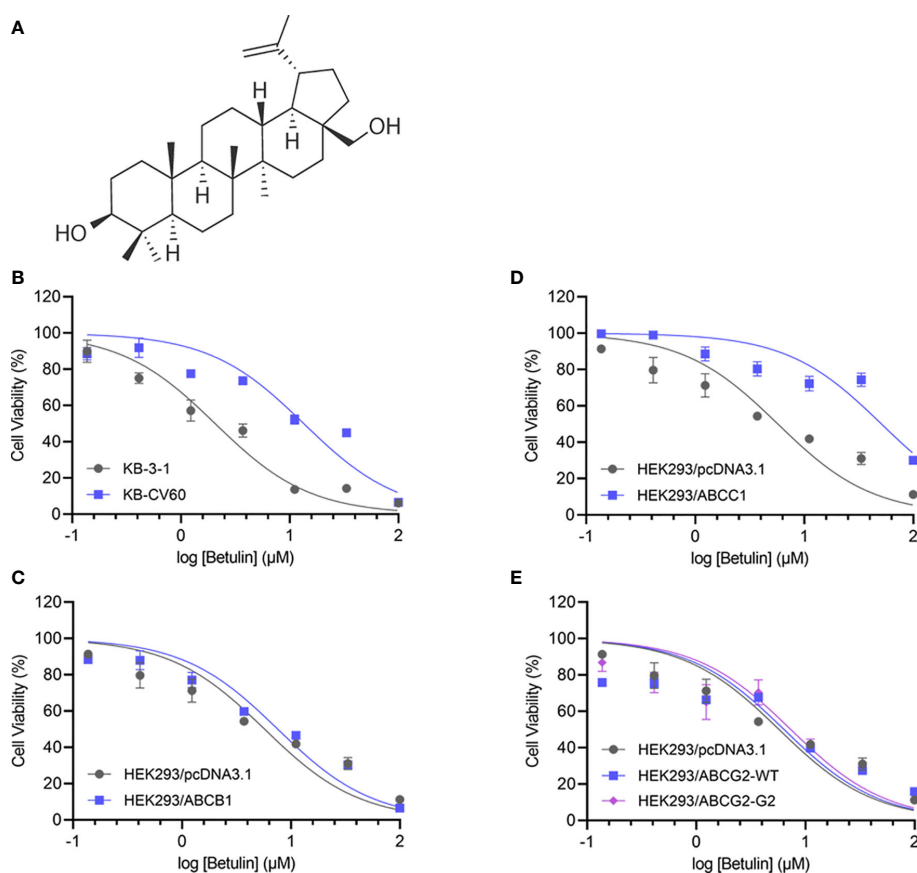 A
H
H
H
H
OH
HO
B
120
100
80
60
40
20
0
Cell Viability (%)
KB-3-1
KB-CV60
-1 0 1 2
log [Betulin] (μM)
D
120
100
80
60
40
20
0
Cell Viability (%)
HEK293/pcDNA3.1
HEK293/ABCC1
-1 0 1 2
log [Betulin] (μM)
C
120
100
80
60
40
20
0
Cell Viability (%)
HEK293/pcDNA3.1
HEK293/ABCB1
-1 0 1 2
log [Betulin] (μM)
E
120
100
80
60
40
20
0
Cell Viability (%)
HEK293/pcDNA3.1
HEK293/ABCG2-WT
HEK293/ABCG2-G2
-1 0 1 2
log [Betulin] (μM)